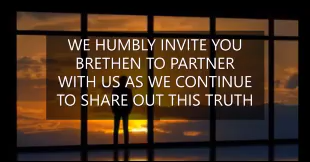 WE HUMBLY INVITE YOU
BRETHEN TO PARTNER
WITH US AS WE CONTINUE
TO SHARE OUT THIS TRUTH